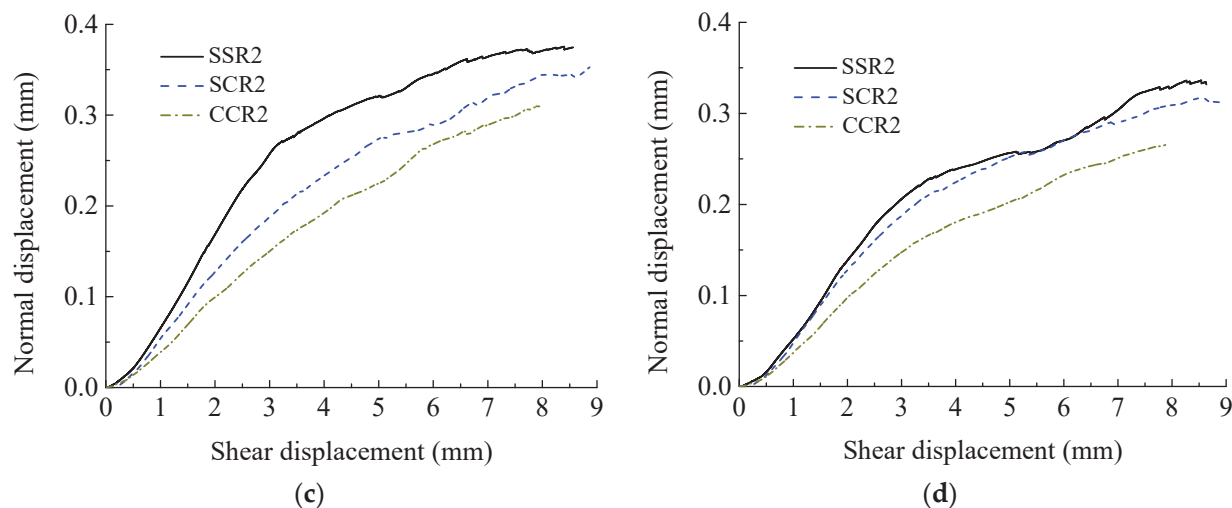 0.4
0.3
0.2
0.1
0.0
Normal displacement (mm)
SSR2
SCR2
CCR2
0 1 2 3 4 5 6 7 8 9
Shear displacement (mm)
(c)
0.4
0.3
0.2
0.1
0.0
Normal displacement (mm)
SSR2
SCR2
CCR2
0 1 2 3 4 5 6 7 8 9
Shear displacement (mm)
(d)